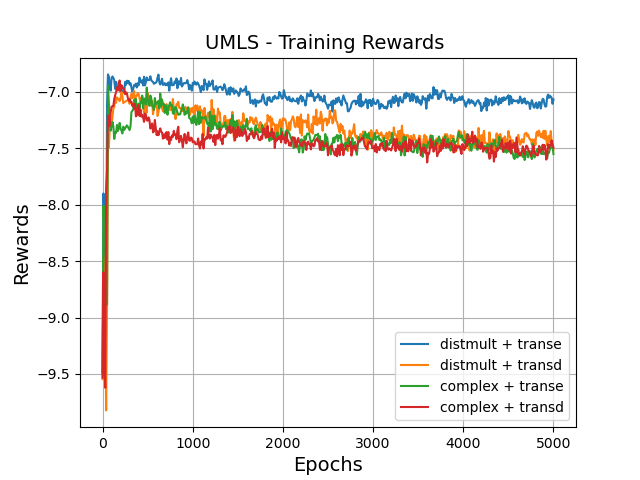 UMLS - Training Rewards
Rewards
−7.0
−7.5
−8.0
−8.5
−9.0
−9.5
distmult + transe
distmult + transd
complex + transe
complex + transd
0 1000 2000 3000 4000 5000
Epochs